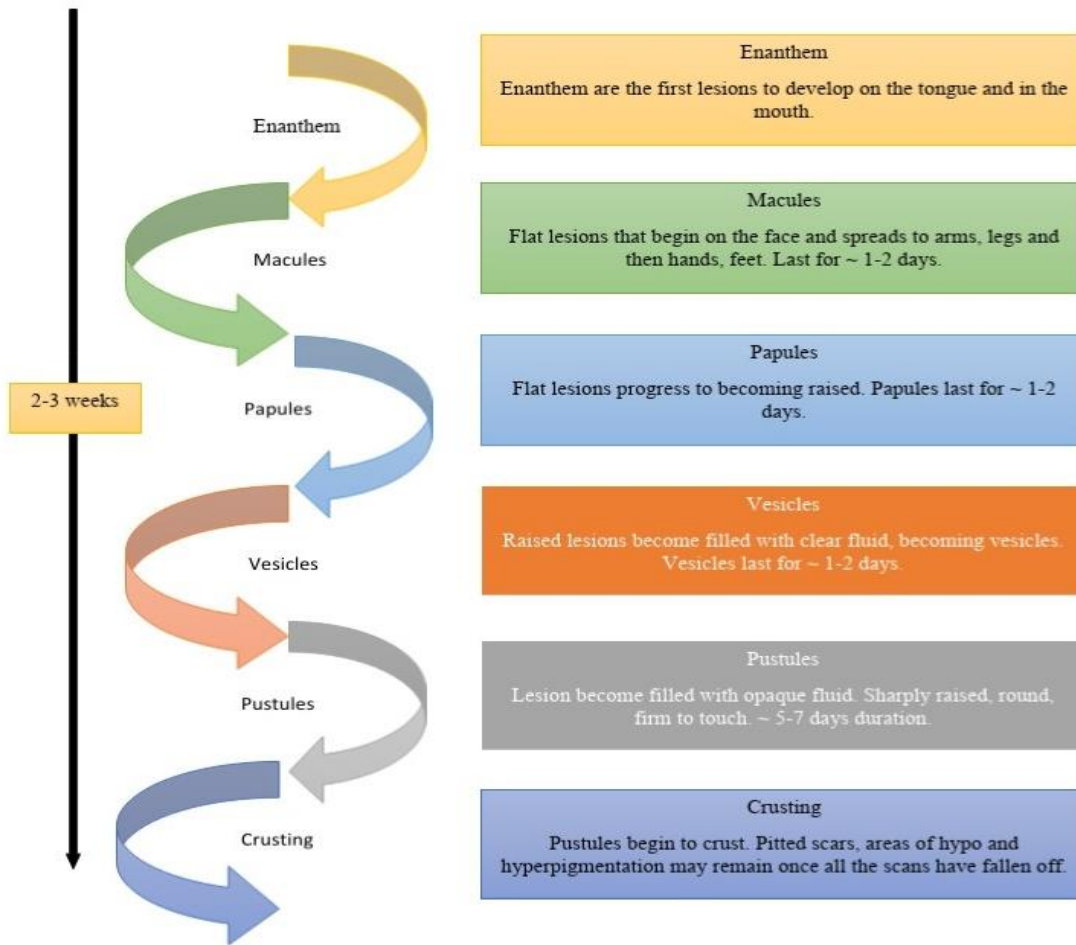 Enanthem
Enanthem are the first lesions to develop on the tongue and in the
mouth.
Enanthem
Macules
Flat lesions that begin on the face and spreads to arms, legs and
then hands, feet. Last for ~ 1-2 days.
Macules
Papules
Flat lesions progress to becoming raised. Papules last for ~ 1-2
days.
2-3 weeks
Papules
Vesicles
Raised lesions become filled with clear fluid, becoming vesicles.
Vesicles last for ~ 1-2 days.
Vesicles
Pustules
Lesion become filled with opaque fluid. Sharply raised, round,
firm to touch. ~ 5-7 days duration.
Pustules
Crusting
Pustules begin to crust. Pitted scars, areas of hypo and
hyperpigmentation may remain once all the scans have fallen off.
Crusting